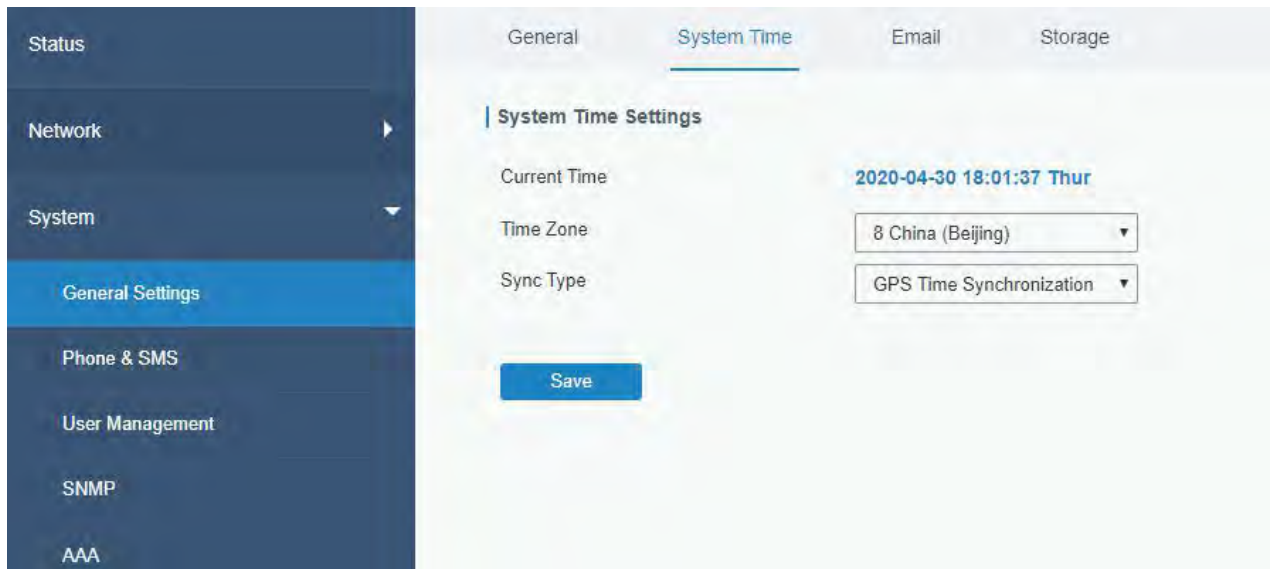 Status
Network
System
General Settings
Phone & SMS
User Management
SNMP
AAA
General System Time Email Storage
System Time Settings
Current Time 2020-04-30 18:01:37 Thur
Time Zone 8 China (Beijing)
Sync Type GPS Time Synchronization
Save